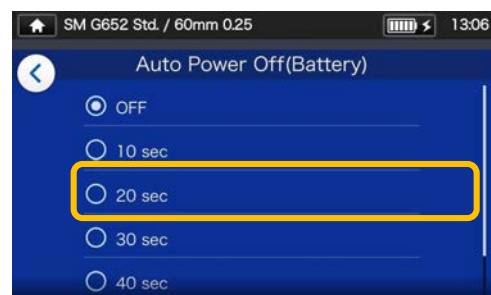 SM G652 Std. / 60mm 0.25 13:06
Auto Power Off(Battery)
OFF
10 sec
20 sec
30 sec
40 sec